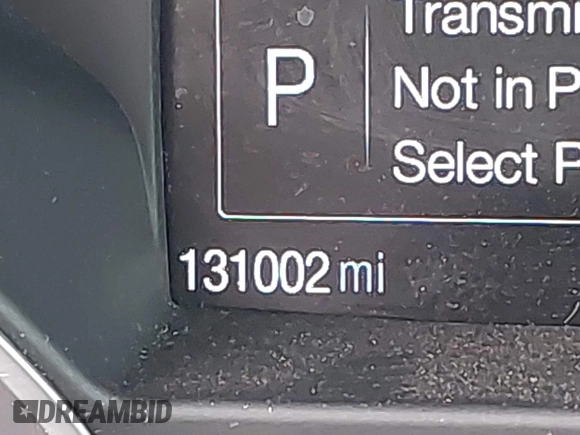 Transmi
P
Not in P
Select P
131002 mi
DREAMBID